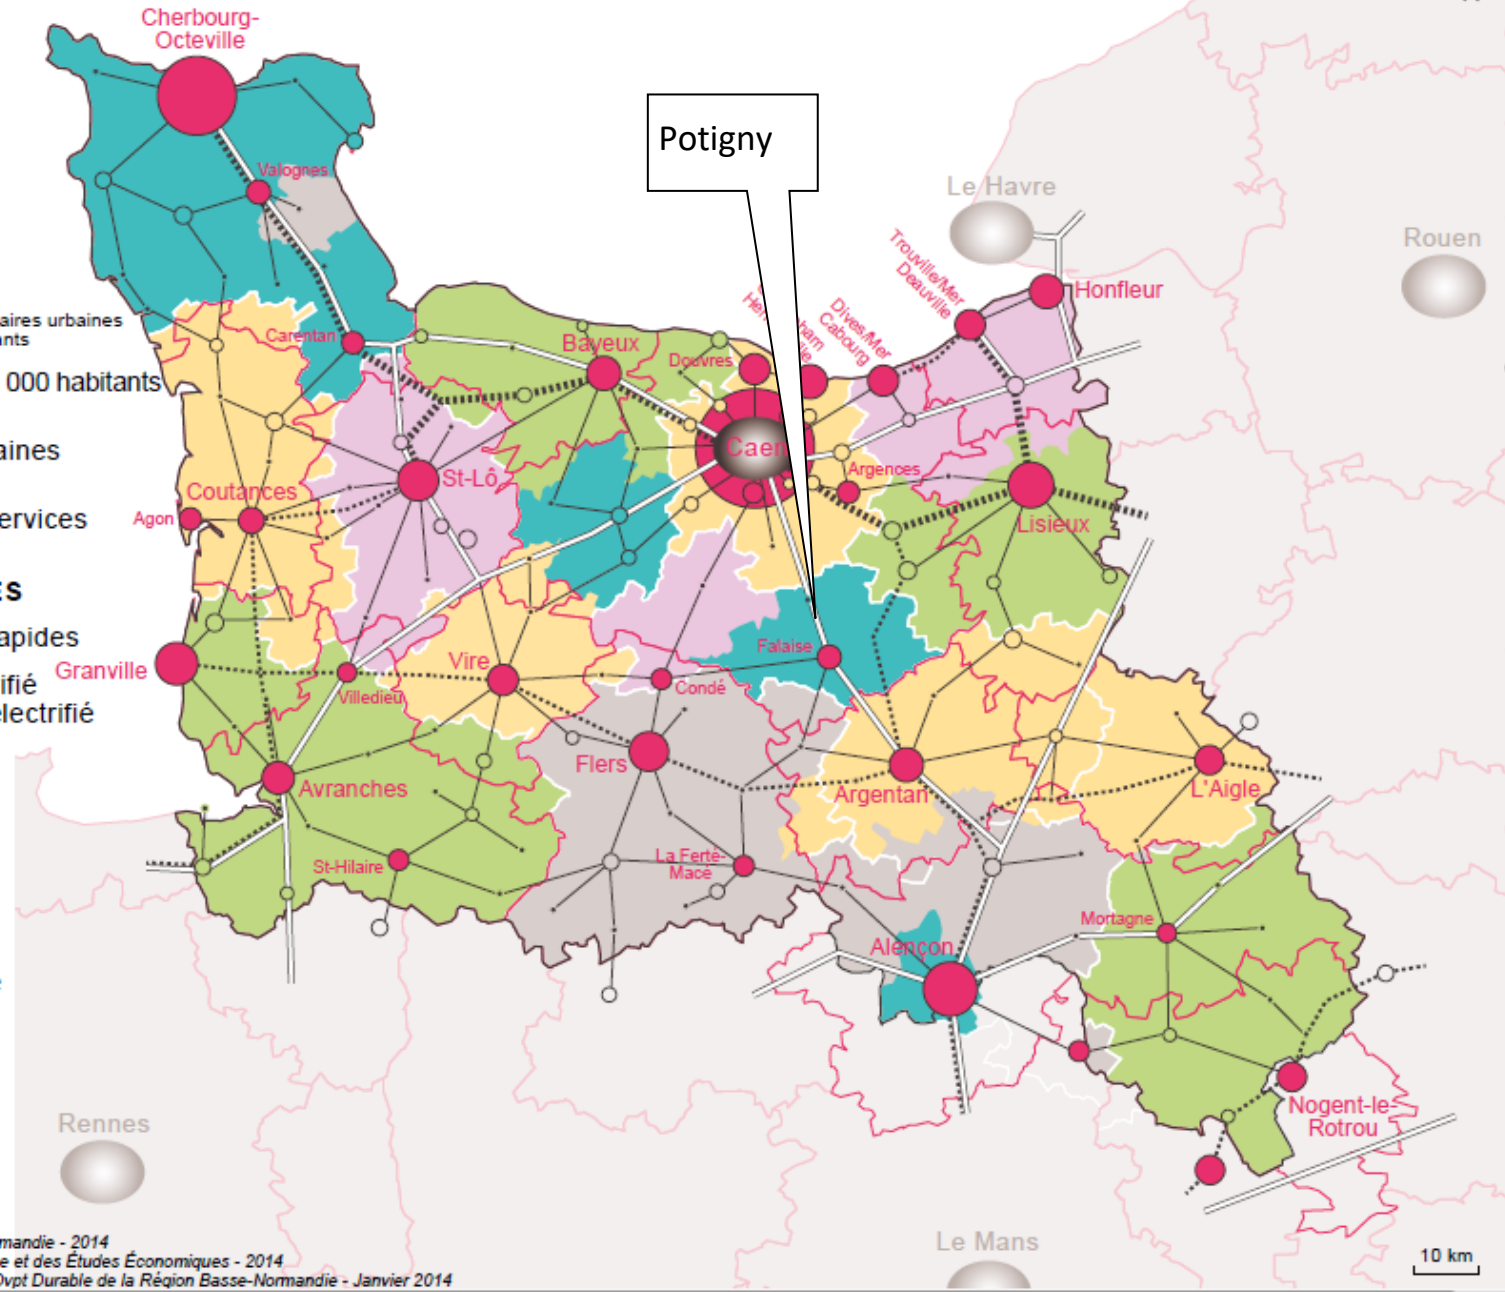 Cherbourg-
Octeville
Potigny
Valognes
Le Havre
Rouen
Trouville/Mer
Deauville
Honfleur
aires urbaines
ants
Carentan
Bayeux
Douvres
Dives/Mer
Cabourg
000 habitants
aines
Caen
St-Lô
Argences
Coutances
Agon
ervices
Lisieux
ES
apides
Falaise
Granville
Vire
ifié
Villedieu
Condé
électrifié
Flers
Avranches
Argentan
L'Aigle
La Ferté-
Macé
St-Hilaire
Mortagne
Alençon
Rennes
Nogent-le-
Rotrou
Le Mans
10 km
mandie - 2014
e et des Études Économiques - 2014
Dvpt Durable de la Région Basse-Normandie - Janvier 2014